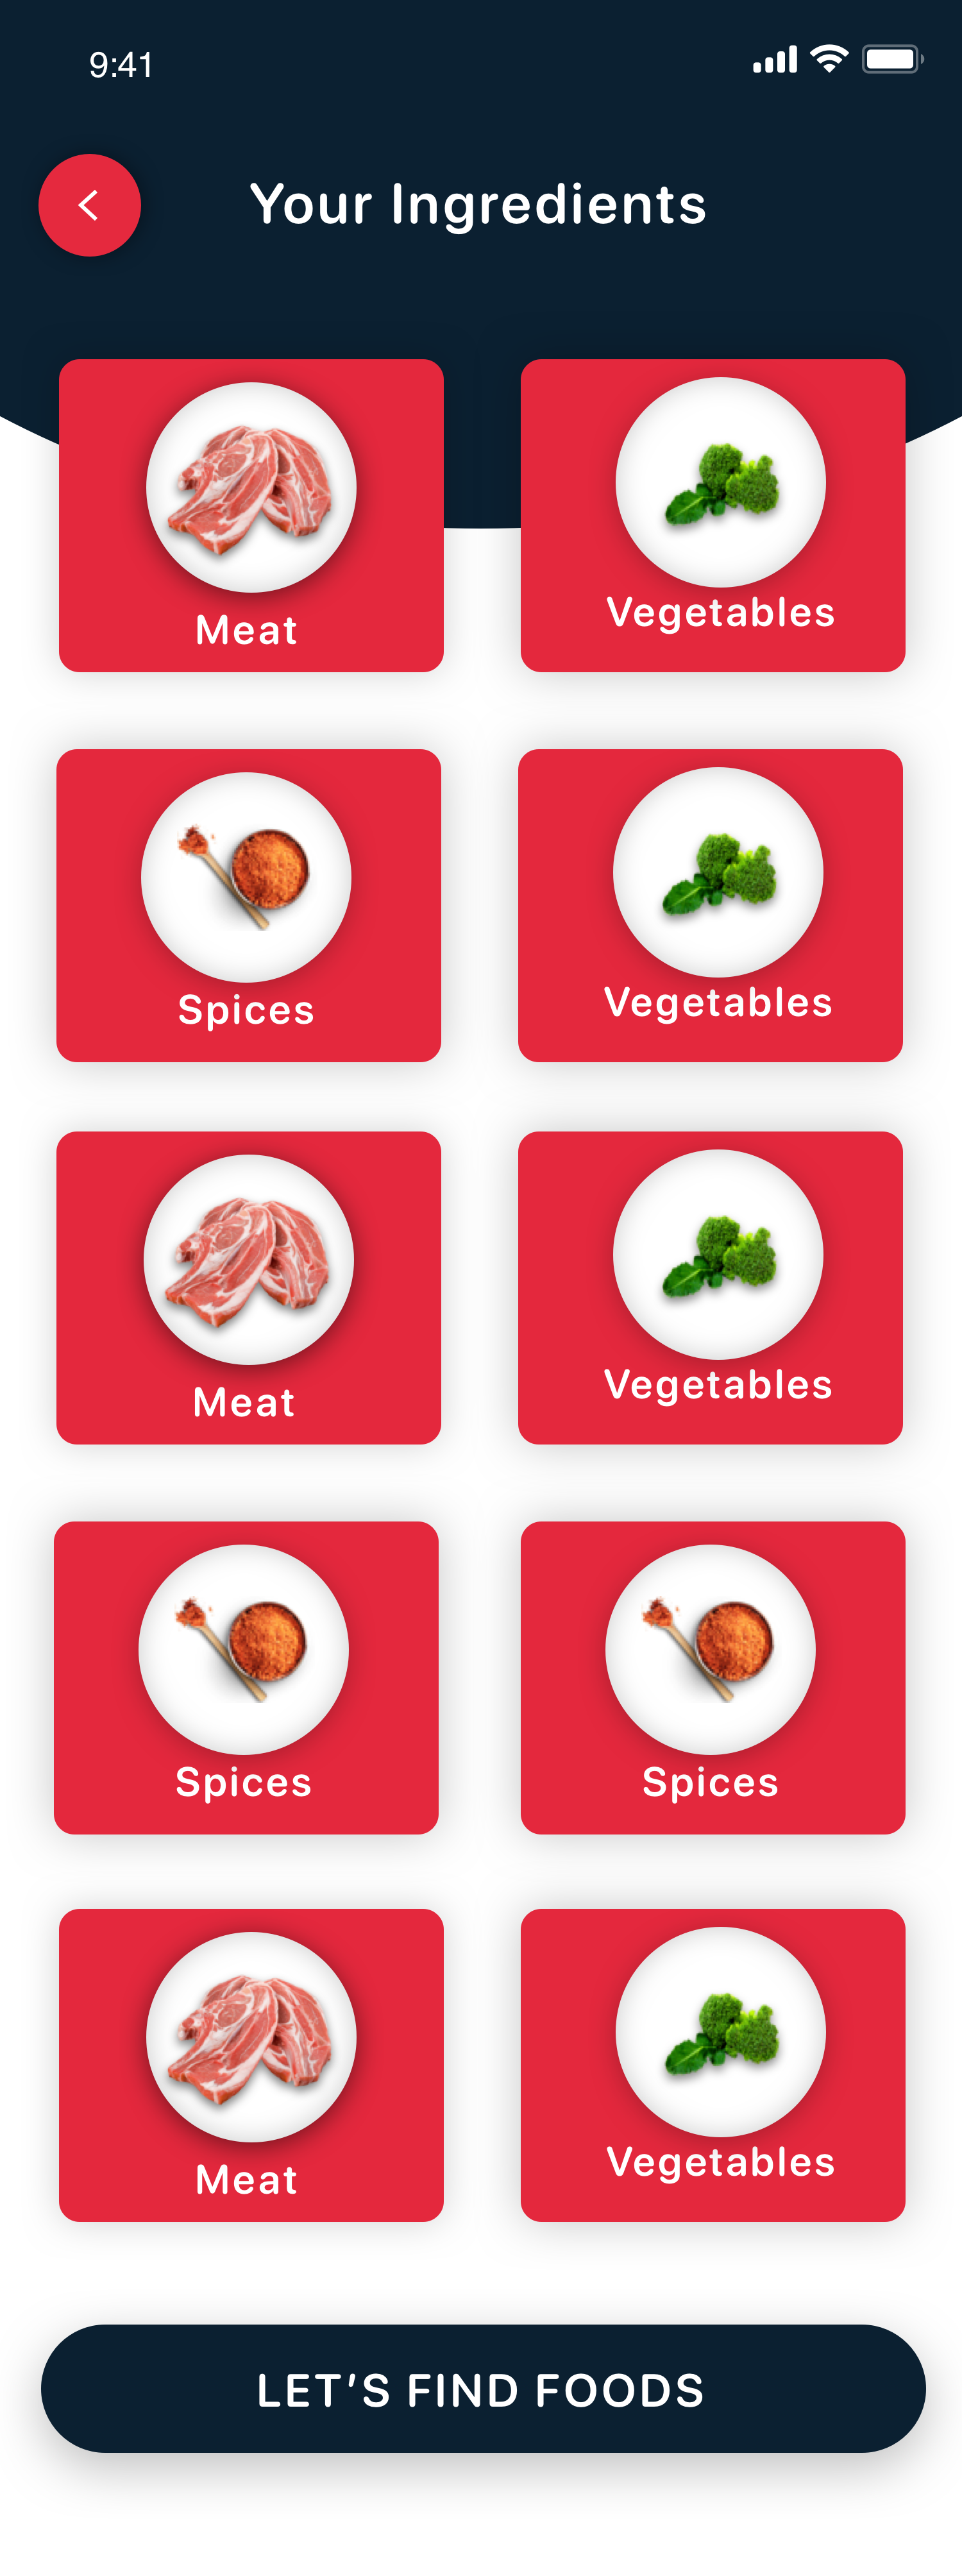 9:41
Your Ingredients
Meat
Vegetables
Spices
Vegetables
Meat
Vegetables
Spices
Spices
Meat
Vegetables
LET'S FIND FOODS